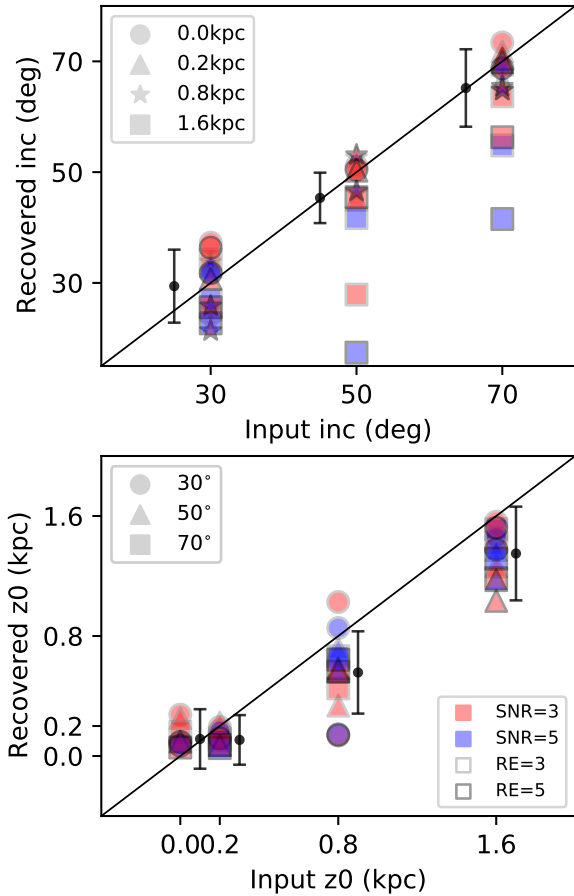 70
50
30
Recovered inc (deg)
0.0kpc
0.2kpc
0.8kpc
1.6kpc
30 50 70
Input inc (deg)
1.6
0.8
0.2
0.0
Recovered z0 (kpc)
30°
50°
70°
SNR=3
SNR=5
RE=3
RE=5
0.0 0.2 0.8 1.6
Input z0 (kpc)